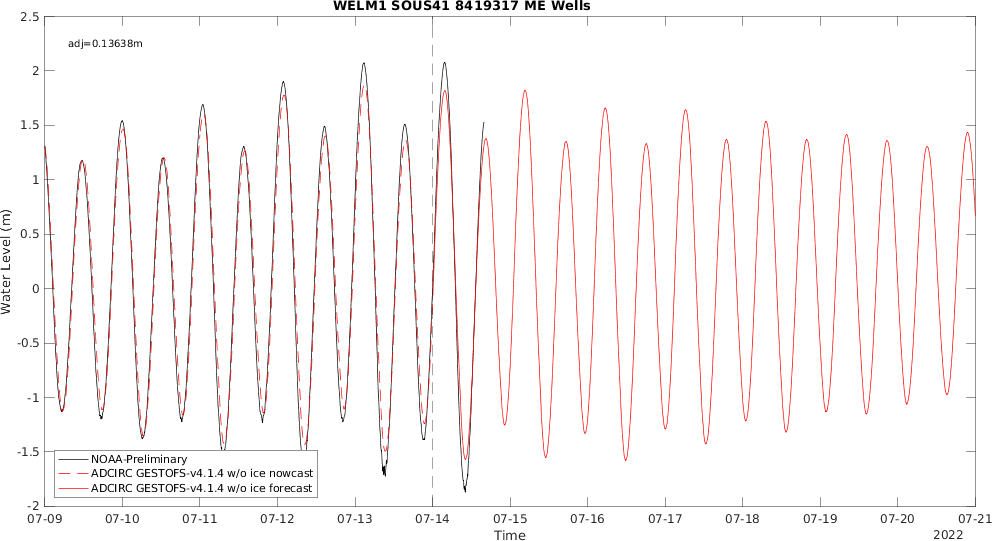 WELM1 SOUS41 8419317 ME Wells
adj=0.13638m
Water Level (m)
2.5
2
1.5
1
0.5
0
-0.5
-1
-1.5
-2
NOAA-Preliminary
ADCIRC GESTOFS-v4.1.4 w/o ice nowcast
ADCIRC GESTOFS-v4.1.4 w/o ice forecast
07-09 07-10 07-11 07-12 07-13 07-14 07-15 07-16 07-17 07-18 07-19 07-20 07-21
Time
2022